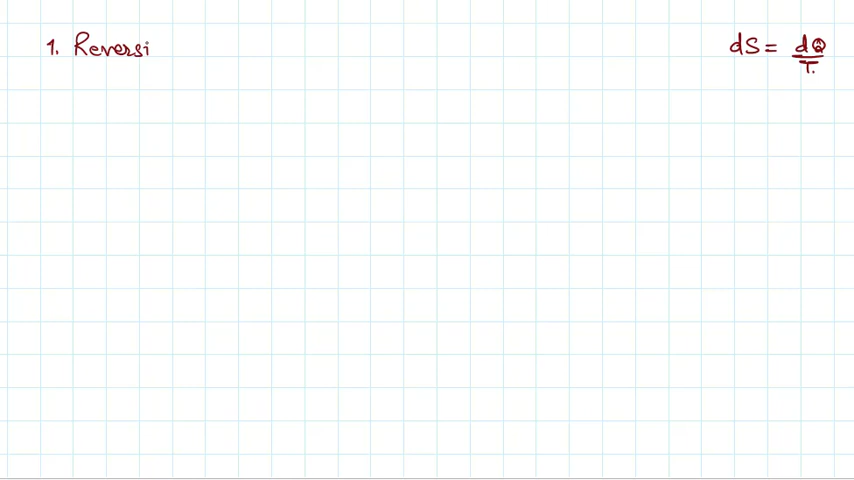 1. Reversi
dS = dQ/T.